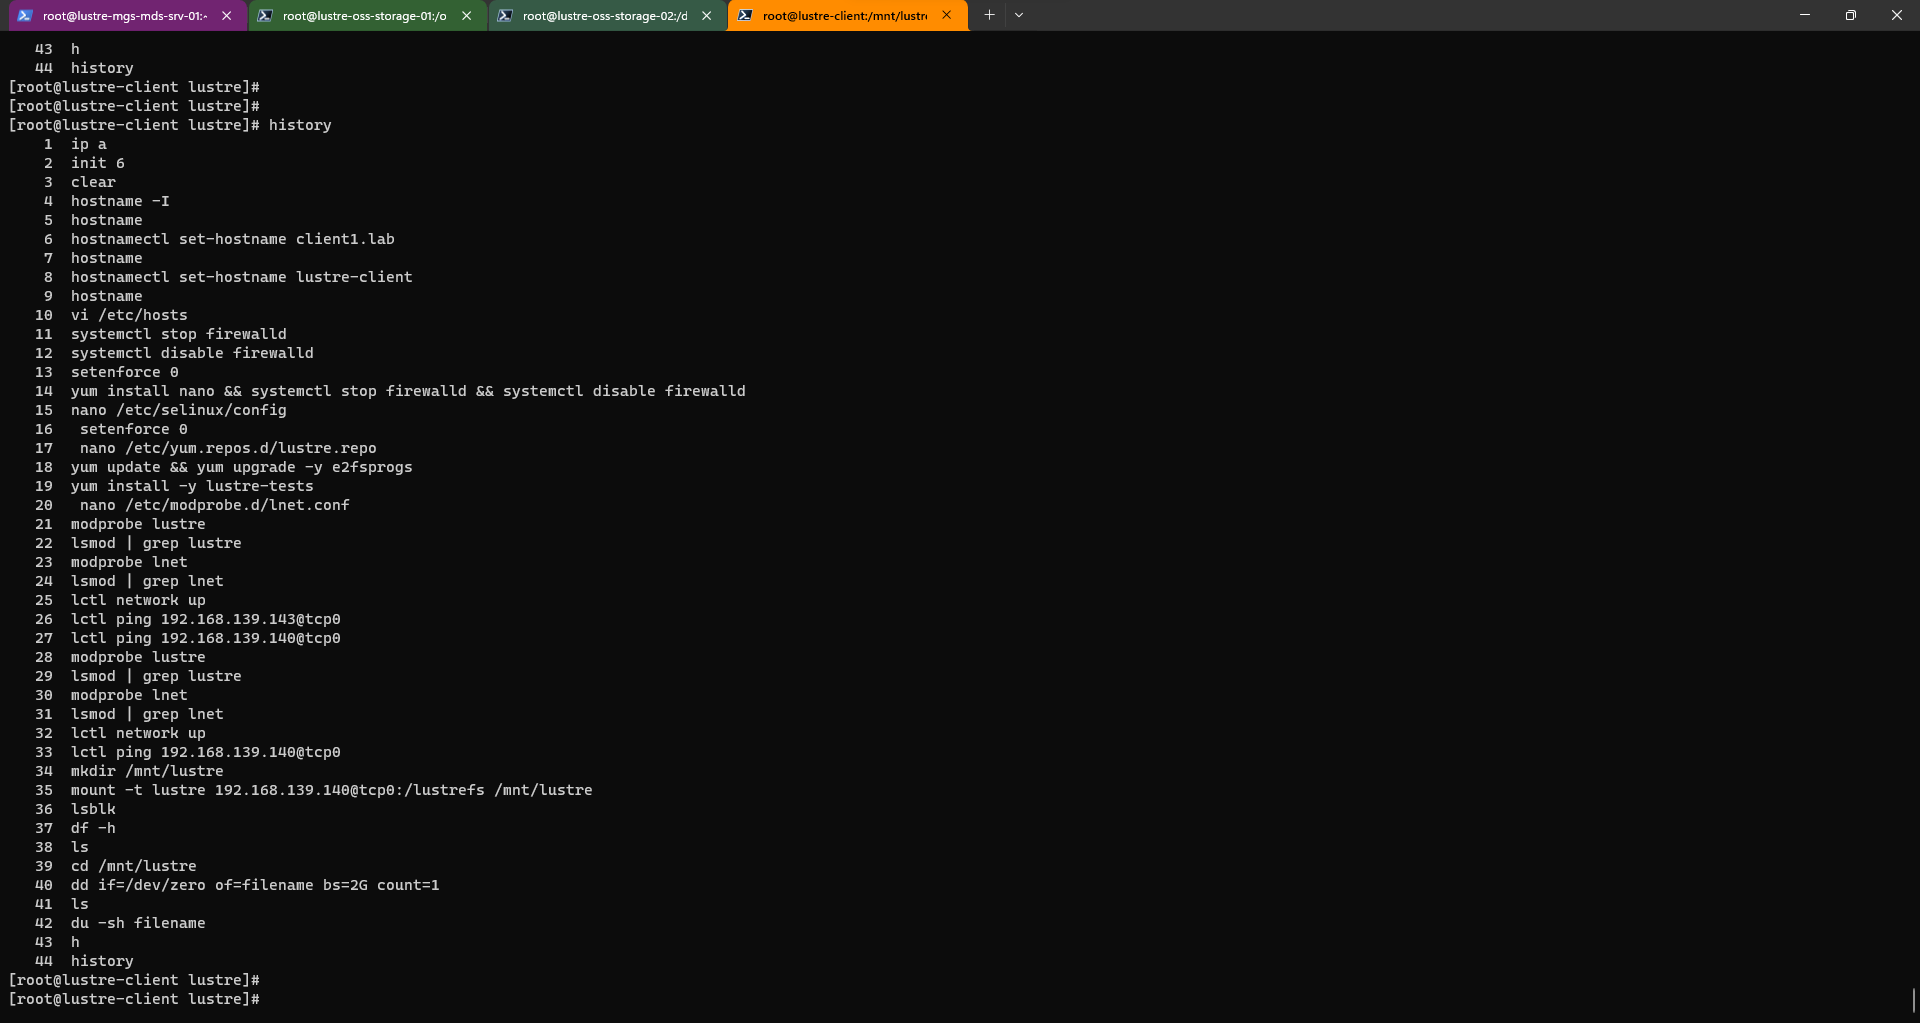 root@lustre-mgs-mds-srv-01:~
root@lustre-oss-storage-01:/o
root@lustre-oss-storage-02:/d
root@lustre-client:/mnt/lustr
43 h
44 history
[root@lustre-client lustre]#
[root@lustre-client lustre]#
[root@lustre-client lustre]# history
1 ip a
2 init 6
3 clear
4 hostname -I
5 hostname
6 hostnamectl set-hostname client1.lab
7 hostname
8 hostnamectl set-hostname lustre-client
9 hostname
10 vi /etc/hosts
11 systemctl stop firewalld
12 systemctl disable firewalld
13 setenforce 0
14 yum install nano && systemctl stop firewalld && systemctl disable firewalld
15 nano /etc/selinux/config
16  setenforce 0
17  nano /etc/yum.repos.d/lustre.repo
18 yum update && yum upgrade -y e2fsprogs
19 yum install -y lustre-tests
20  nano /etc/modprobe.d/lnet.conf
21 modprobe lustre
22 lsmod | grep lustre
23 modprobe lnet
24 lsmod | grep lnet
25 lctl network up
26 lctl ping 192.168.139.143@tcp0
27 lctl ping 192.168.139.140@tcp0
28 modprobe lustre
29 lsmod | grep lustre
30 modprobe lnet
31 lsmod | grep lnet
32 lctl network up
33 lctl ping 192.168.139.140@tcp0
34 mkdir /mnt/lustre
35 mount -t lustre 192.168.139.140@tcp0:/lustrefs /mnt/lustre
36 lsblk
37 df -h
38 ls
39 cd /mnt/lustre
40 dd if=/dev/zero of=filename bs=2G count=1
41 ls
42 du -sh filename
43 h
44 history
[root@lustre-client lustre]#
[root@lustre-client lustre]#